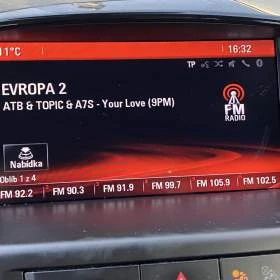 1°C 16:32
TP
EVROPA 2
ATB & TOPIC & A7S - Your Love (9PM)
FM
RADIO
Nabídka
Oblíb 1 z 4
FM 92.2 FM 90.3 FM 91.9 FM 99.7 FM 105.9 FM 102.5